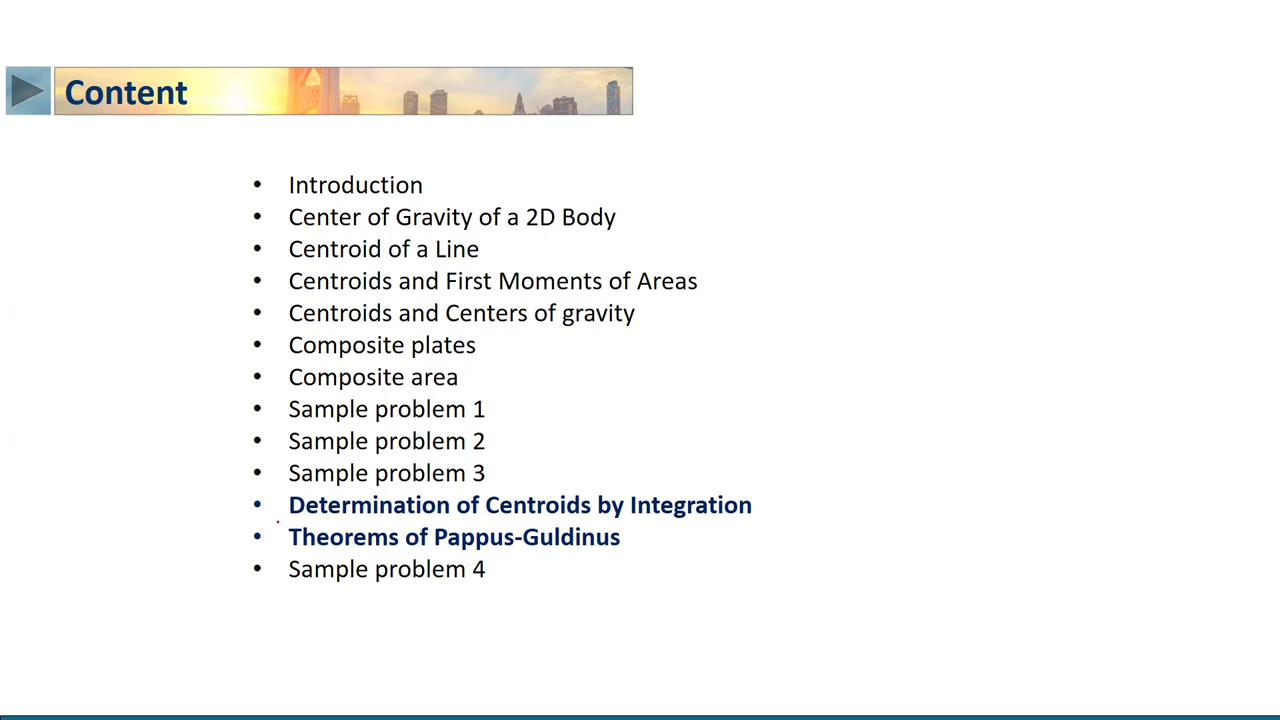 Content
• Introduction
• Center of Gravity of a 2D Body
• Centroid of a Line
• Centroids and First Moments of Areas
• Centroids and Centers of gravity
• Composite plates
• Composite area
• Sample problem 1
• Sample problem 2
• Sample problem 3
• Determination of Centroids by Integration
• Theorems of Pappus-Guldinus
• Sample problem 4